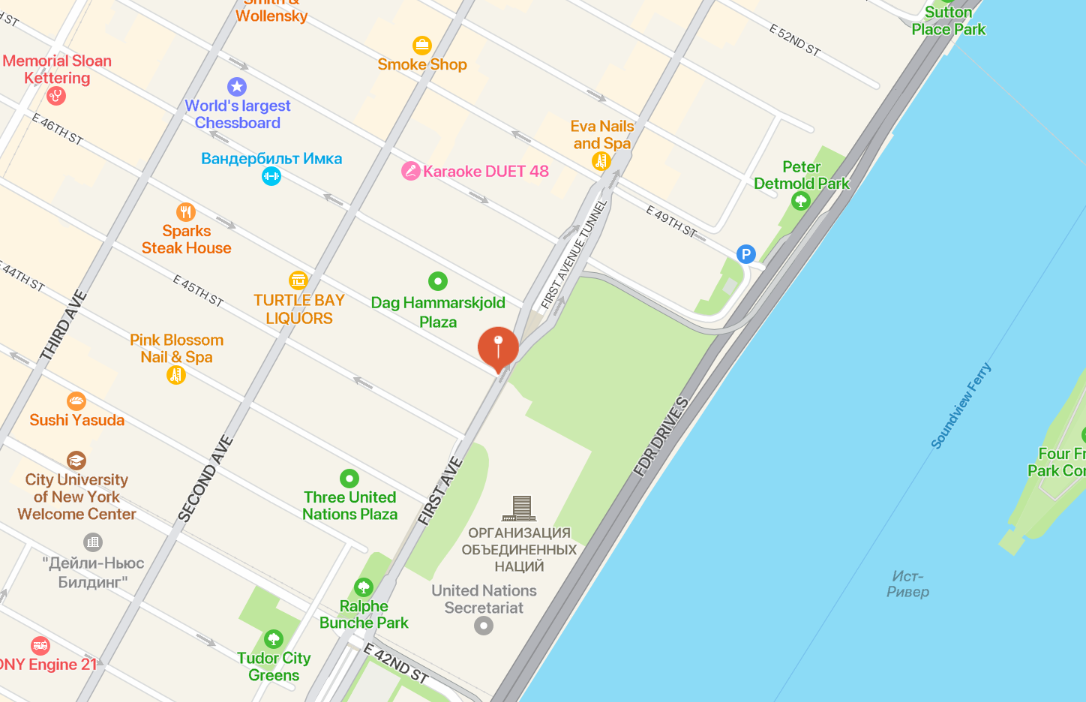 Smith &
Wollensky
Sutton
Place Park
E 52ND ST
Smoke Shop
Memorial Sloan
Kettering
World's largest
Chessboard
E 46TH ST
Eva Nails
and Spa
Вандербильт Имка
Karaoke DUET 48
Peter
Detmold Park
P
E 49TH ST
Sparks
Steak House
FIRST AVENUE TUNNEL
E 44TH ST
E 45TH ST
TURTLE BAY
LIQUORS
Dag Hammarskjold
Plaza
THIRD AVE
Pink Blossom
Nail & Spa
Sushi Yasuda
Soundview Ferry
FDR DRIVE S
City University
of New York
Welcome Center
SECOND AVE
FIRST AVE
Three United
Nations Plaza
Park
ОРГАНИЗАЦИЯ
ОБЪЕДИНЕННЫХ
НАЦИЙ
"Дейли-Ньюс
Билдинг"
United Nations
Secretariat
Ист-
Ривер
Ralphe
Bunche Park
Tudor City
Greens
E 42ND ST
Engine 21